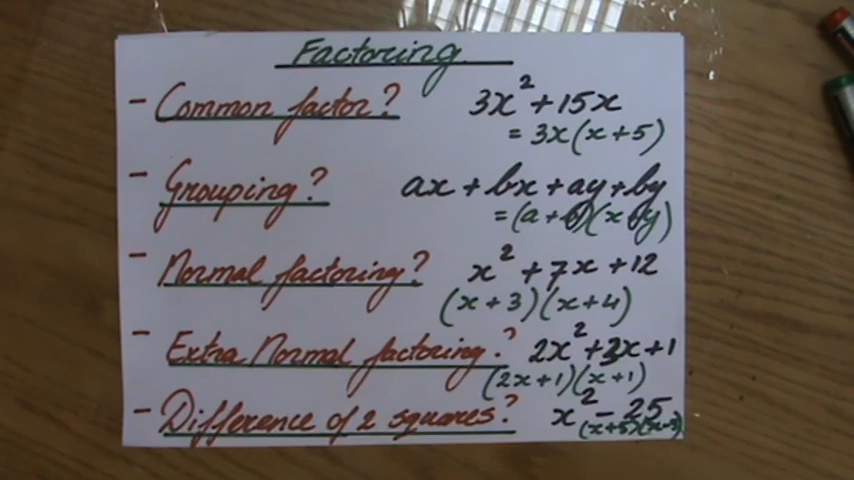 Factoring
- Common factor? 3x² + 15x
= 3x(x+5)
- Grouping? ax + bx + ay + by
= (a+b)(x+y)
- Normal factoring? x² + 7x + 12
(x+3)(x+4)
- Extra Normal factoring? 2x² + 3x + 1
(2x+1)(x+1)
- Difference of 2 squares? x² - 25
(x+5)(x-5)